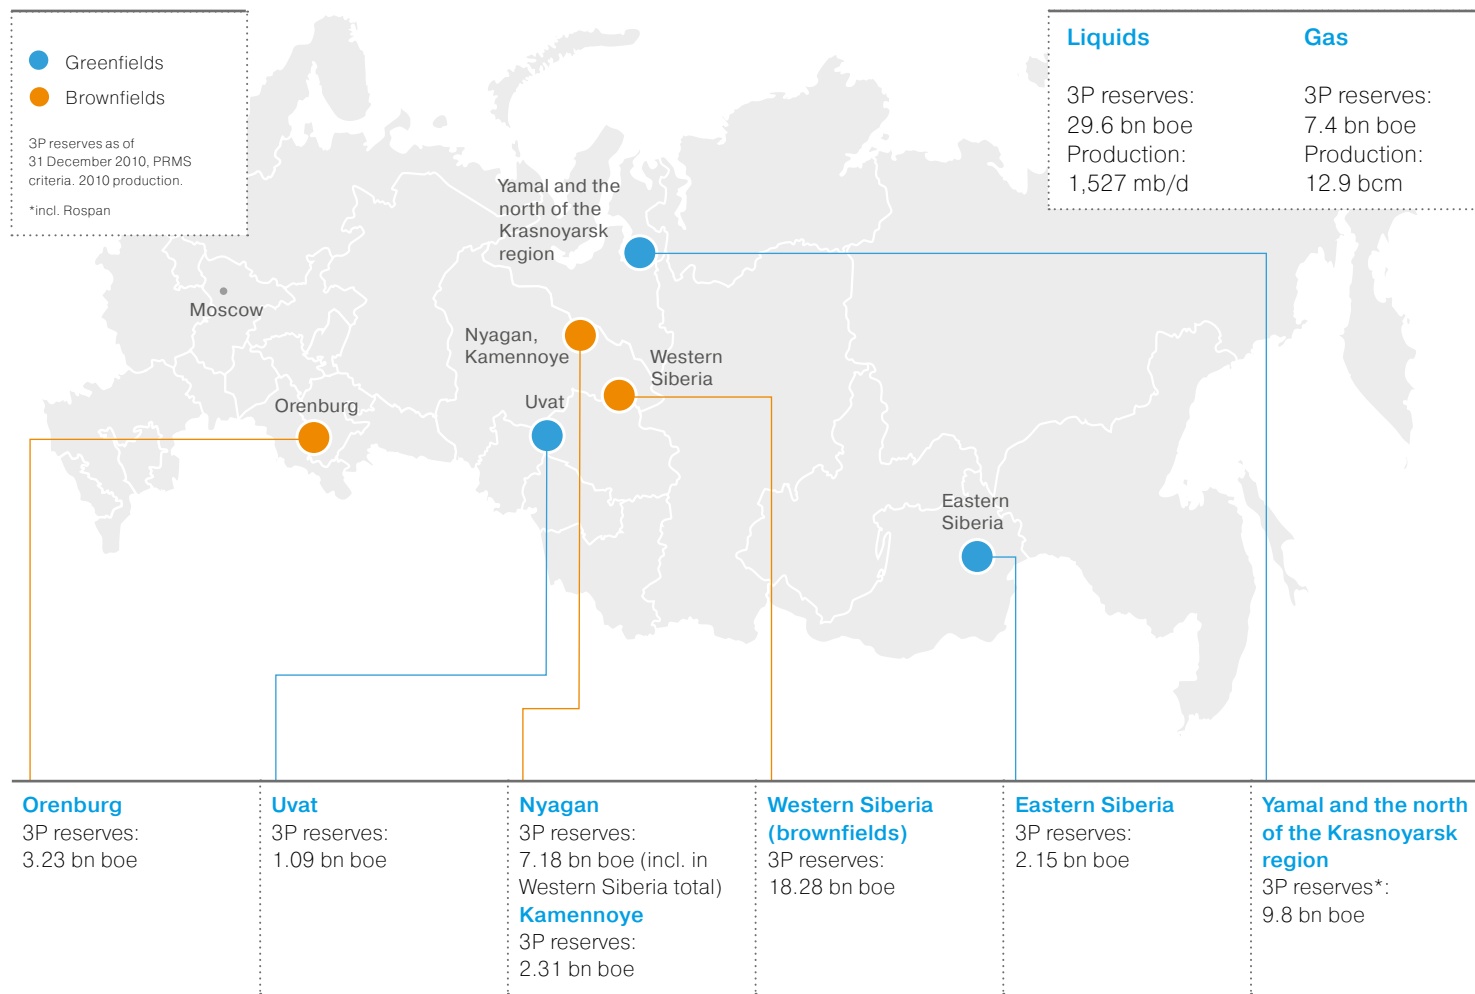 Greenfields
Brownfields
3P reserves as of
31 December 2010, PRMS
criteria. 2010 production.
*incl. Rospan
Liquids
3P reserves:
29.6 bn boe
Production:
1,527 mb/d
Gas
3P reserves:
7.4 bn boe
Production:
12.9 bcm
Yamal and the
north of the
Krasnoyarsk
region
Moscow
Nyagan,
Kamennoye
Western
Siberia
Orenburg
Uvat
Eastern
Siberia
Orenburg
3P reserves:
3.23 bn boe
Uvat
3P reserves:
1.09 bn boe
Nyagan
3P reserves:
7.18 bn boe (incl. in
Western Siberia total)
Kamennoye
3P reserves:
2.31 bn boe
Western Siberia
(brownfields)
3P reserves:
18.28 bn boe
Eastern Siberia
3P reserves:
2.15 bn boe
Yamal and the north
of the Krasnoyarsk
region
3P reserves*:
9.8 bn boe